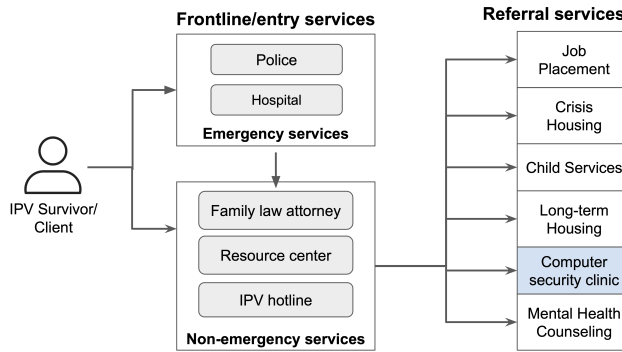 Frontline/entry services
Police
Hospital
Emergency services
IPV Survivor/
Client
Family law attorney
Resource center
IPV hotline
Non-emergency services
Referral services
Job
Placement
Crisis
Housing
Child Services
Long-term
Housing
Computer
security clinic
Mental Health
Counseling